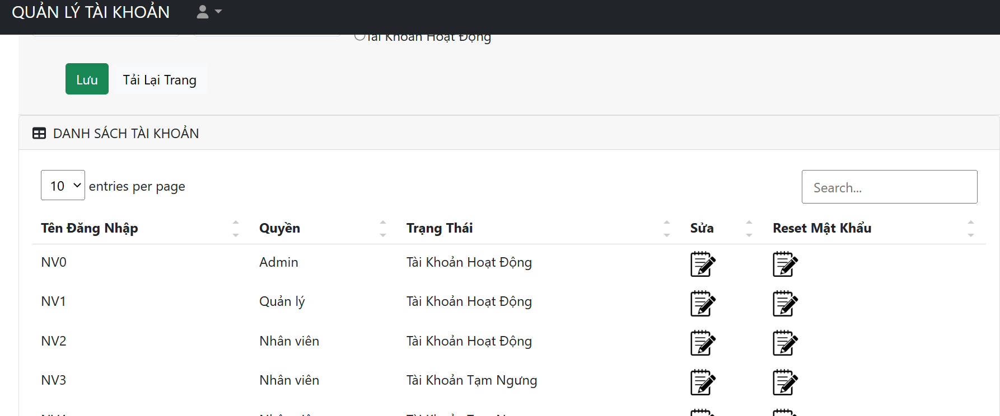 QUẢN LÝ TÀI KHOẢN
Tài Khoản Hoạt Động
Lưu Tải Lại Trang
DANH SÁCH TÀI KHOẢN
10 entries per page Search...
Tên Đăng Nhập Quyền Trạng Thái Sửa Reset Mật Khẩu
NV0 Admin Tài Khoản Hoạt Động
NV1 Quản lý Tài Khoản Hoạt Động
NV2 Nhân viên Tài Khoản Hoạt Động
NV3 Nhân viên Tài Khoản Tạm Ngưng